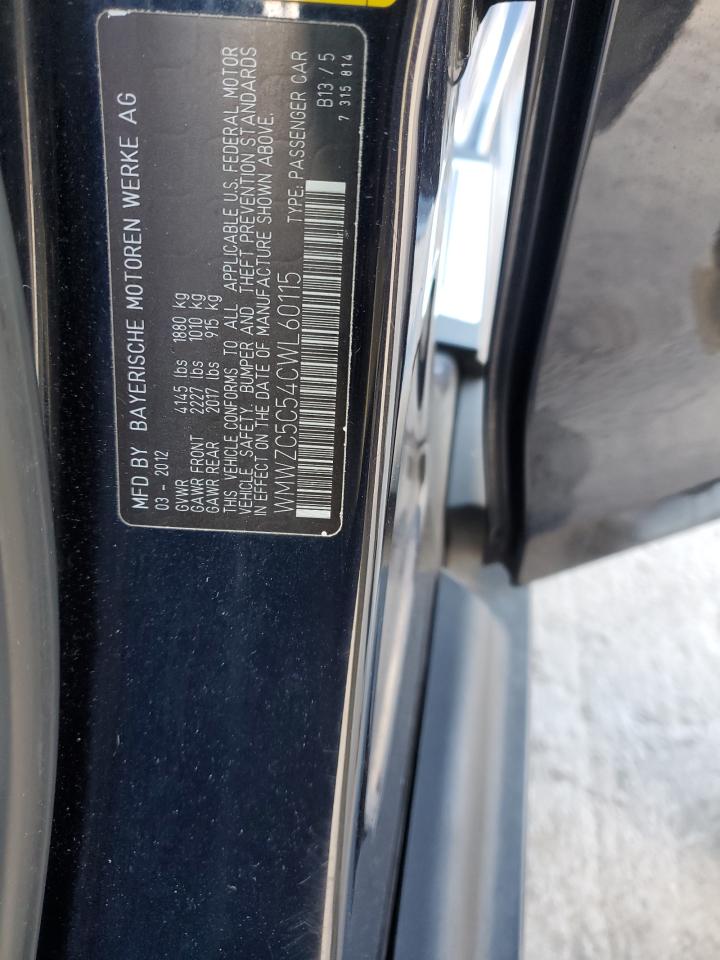 MFD BY BAYERISCHE MOTOREN WERKE AG
03 - 2012
GVWR 4145 lbs 1880 kg
GAWR FRONT 2227 lbs 1010 kg
GAWR REAR 2017 lbs 915 kg
THIS VEHICLE CONFORMS TO ALL APPLICABLE U.S. FEDERAL MOTOR
VEHICLE SAFETY, BUMPER AND THEFT PREVENTION STANDARDS
IN EFFECT ON THE DATE OF MANUFACTURE SHOWN ABOVE.
WMWZC5C54CWL60115 TYPE: PASSENGER CAR
B13 / 5
7 315 814